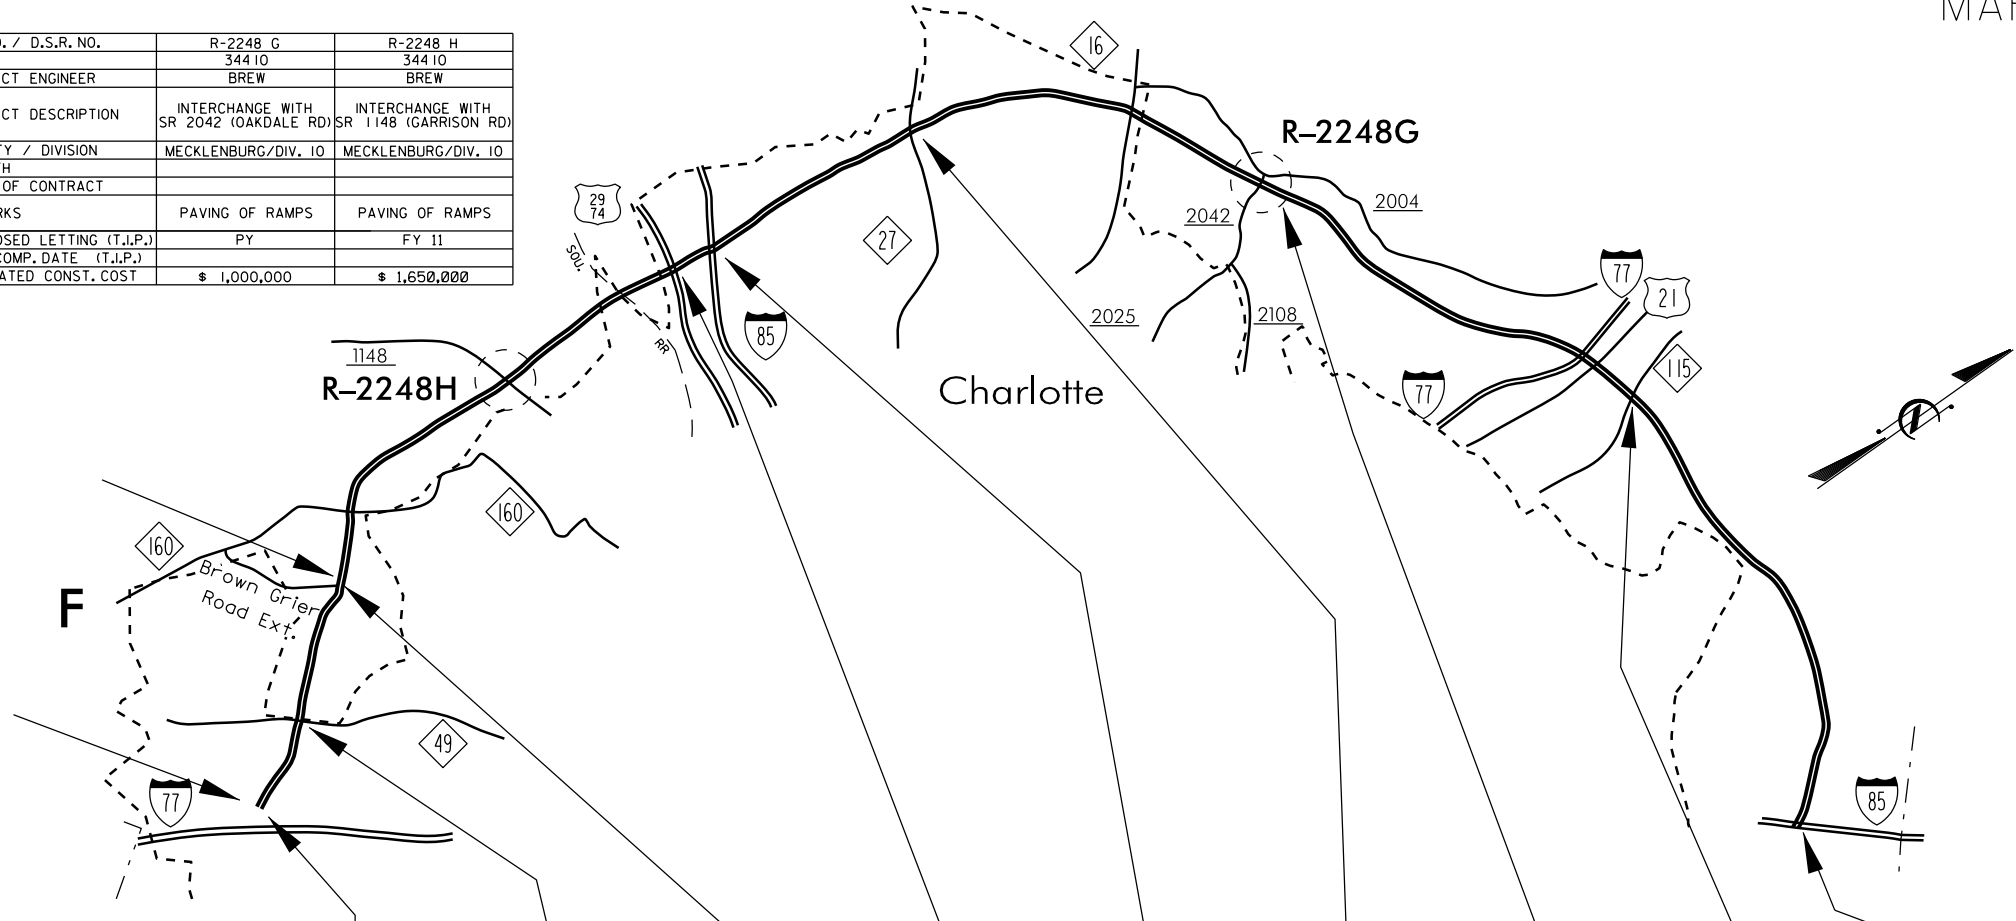 MAP
. / D.S.R. NO. R-2248 G R-2248 H
34410 34410
CT ENGINEER BREW BREW
CT DESCRIPTION INTERCHANGE WITH INTERCHANGE WITH
SR 2042 (OAKDALE RD) SR 1148 (GARRISON RD)
Y / DIVISION MECKLENBURG/DIV. 10 MECKLENBURG/DIV. 10
H
OF CONTRACT
RKS PAVING OF RAMPS PAVING OF RAMPS
SED LETTING (T.I.P.) PY FY 11
COMP. DATE (T.I.P.)
ATED CONST. COST $ 1,000,000 $ 1,650,000
16
R-2248G
29
74
2004
2042
27
SOU.
77
21
85
2025
2108
RR
1148
R-2248H
Charlotte
77
115
160
160
Brown Grier
Road Ext.
F
49
77
85